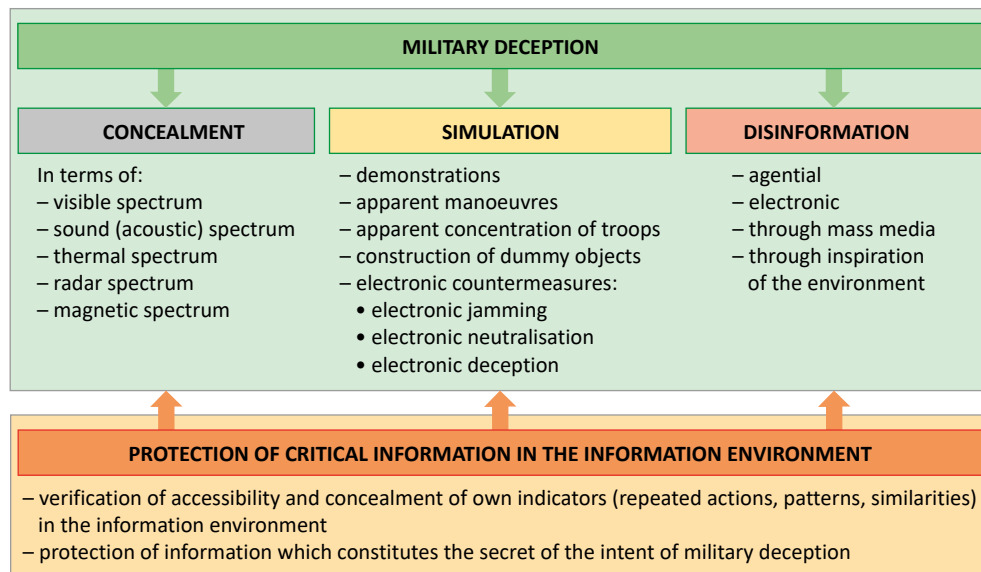 MILITARY DECEPTION
CONCEALMENT
In terms of:
– visible spectrum
– sound (acoustic) spectrum
– thermal spectrum
– radar spectrum
– magnetic spectrum
SIMULATION
– demonstrations
– apparent manoeuvres
– apparent concentration of troops
– construction of dummy objects
– electronic countermeasures:
• electronic jamming
• electronic neutralisation
• electronic deception
DISINFORMATION
– agential
– electronic
– through mass media
– through inspiration
of the environment
PROTECTION OF CRITICAL INFORMATION IN THE INFORMATION ENVIRONMENT
– verification of accessibility and concealment of own indicators (repeated actions, patterns, similarities)
in the information environment
– protection of information which constitutes the secret of the intent of military deception